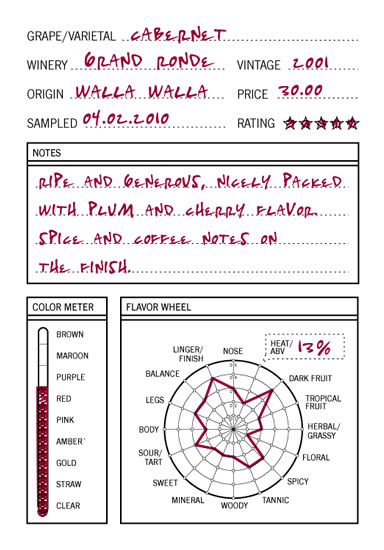 GRAPE/VARIETAL CABERNET
WINERY GRAND RONDE VINTAGE 2001
ORIGIN WALLA WALLA PRICE 30.00
SAMPLED 04.02.2010 RATING
NOTES
RIPE AND GENEROUS, NICELY PACKED
WITH PLUM AND CHERRY FLAVOR.
SPICE AND COFFEE NOTES ON
THE FINISH.
COLOR METER
BROWN
MAROON
PURPLE
RED
PINK
AMBER
GOLD
STRAW
CLEAR
FLAVOR WHEEL
HEAT/
ABV 13%
NOSE
DARK FRUIT
TROPICAL
FRUIT
HERBAL/
GRASSY
FLORAL
SPICY
TANNIC
WOODY
MINERAL
SWEET
SOUR/
TART
BODY
LEGS
BALANCE
LINGER/
FINISH